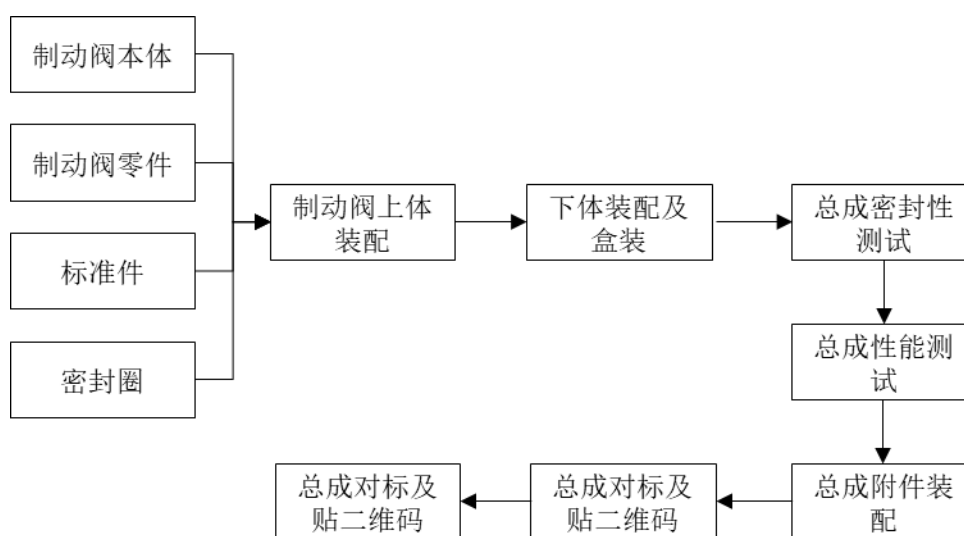 制动阀本体
制动阀零件
标准件
密封圈
制动阀上体
装配
下体装配及
盒装
总成密封性
测试
总成性能测
试
总成附件装
配
总成对标及
贴二维码
总成对标及
贴二维码